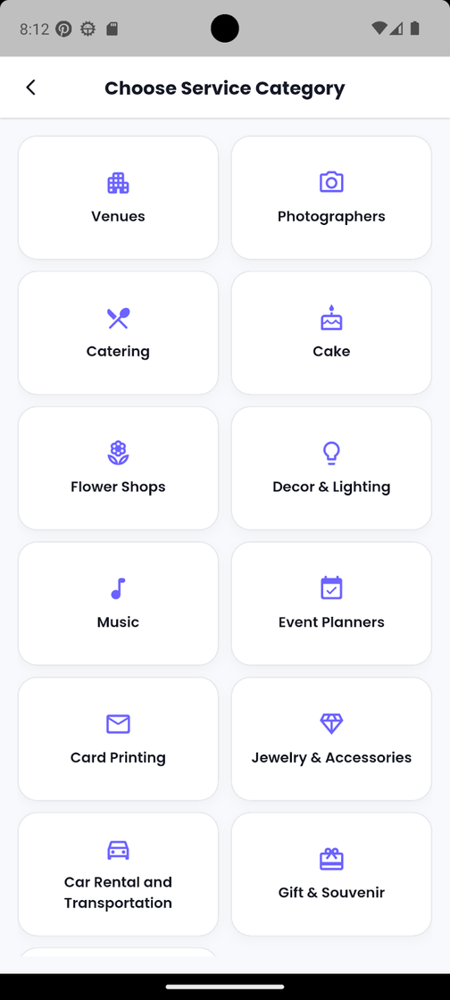 8:12
Choose Service Category
Venues
Photographers
Catering
Cake
Flower Shops
Decor & Lighting
Music
Event Planners
Card Printing
Jewelry & Accessories
Car Rental and
Transportation
Gift & Souvenir